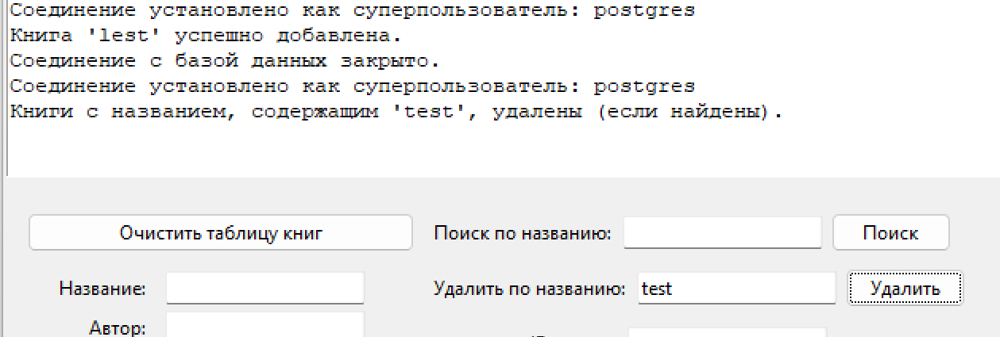 Соединение установлено как суперпользователь: postgres
Книга 'lest' успешно добавлена.
Соединение с базой данных закрыто.
Соединение установлено как суперпользователь: postgres
Книги с названием, содержащим 'test', удалены (если найдены).
Очистить таблицу книг Поиск по названию: Поиск
Название: Удалить по названию: test Удалить
Автор: